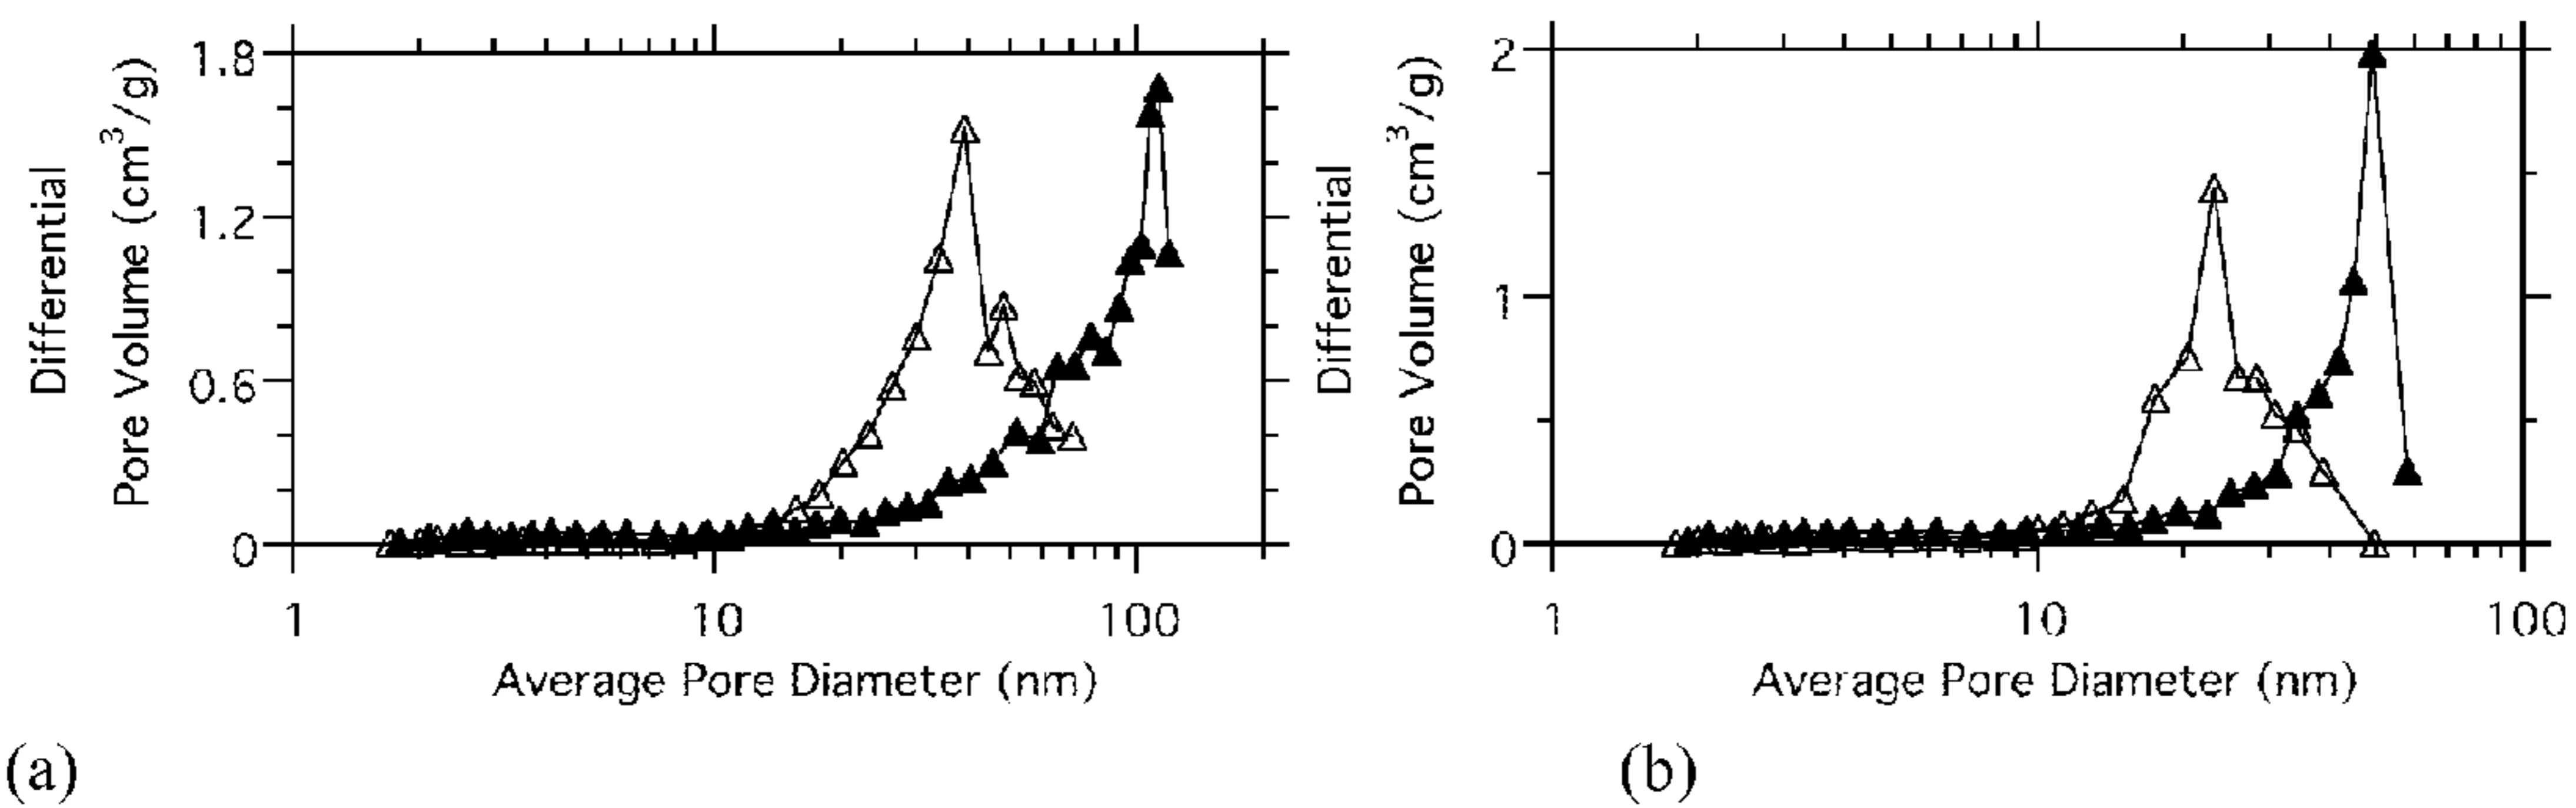 Differential
Pore Volume (cm³/g)
1.8
1.2
0.6
0
1
10
100
Average Pore Diameter (nm)
(a)
Differential
Pore Volume (cm³/g)
2
1
0
1
10
100
Average Pore Diameter (nm)
(b)